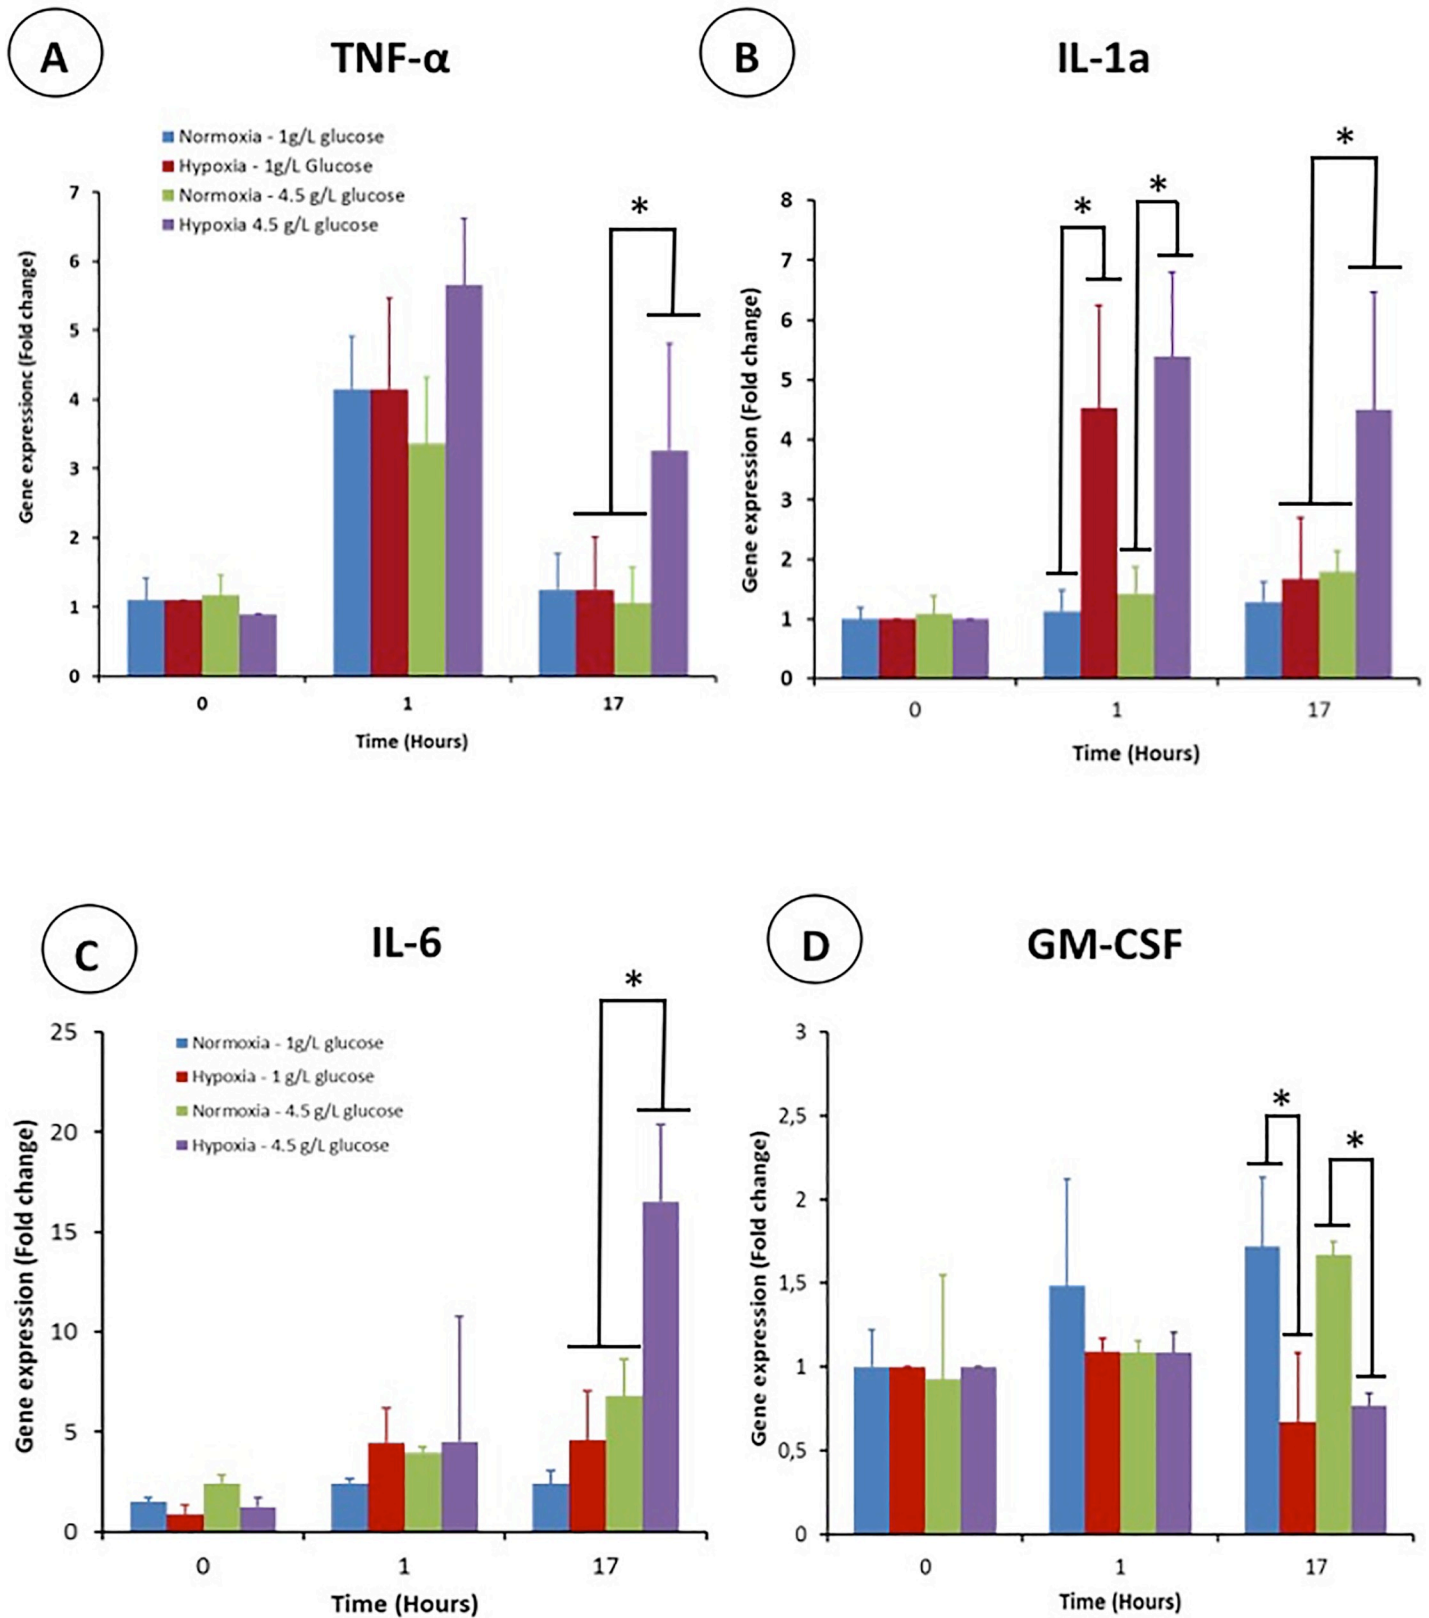 A
TNF-α
Normoxia - 1g/L glucose
Hypoxia - 1g/L Glucose
Normoxia - 4.5 g/L glucose
Hypoxia 4.5 g/L glucose
*
7
6
5
4
3
2
1
0
Gene expressionc (Fold change)
0
1
17
Time (Hours)
B
IL-1a
*
*
*
8
7
6
5
4
3
2
1
0
Gene expression (Fold change)
0
1
17
Time (Hours)
C
IL-6
*
Normoxia - 1g/L glucose
Hypoxia - 1 g/L glucose
Normoxia - 4.5 g/L glucose
Hypoxia - 4.5 g/L glucose
25
20
15
10
5
0
Gene expression (Fold change)
0
1
17
Time (Hours)
D
GM-CSF
*
*
3
2,5
2
1,5
1
0,5
0
Gene expression (Fold change)
0
1
17
Time (Hours)